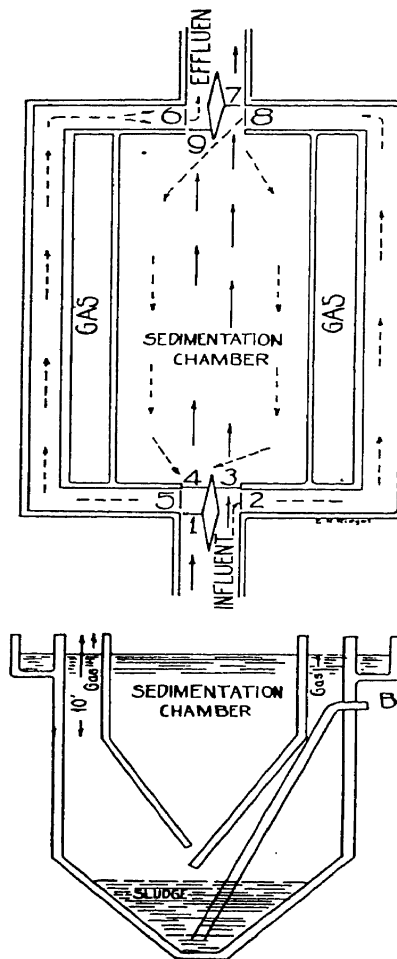 EFFLUEN
6
7
8
9
GAS
GAS
SEDIMENTATION
CHAMBER
4
3
5
2
1
INFLUENT
Gas
10'
SEDIMENTATION
CHAMBER
Gas
B
SLUDGE